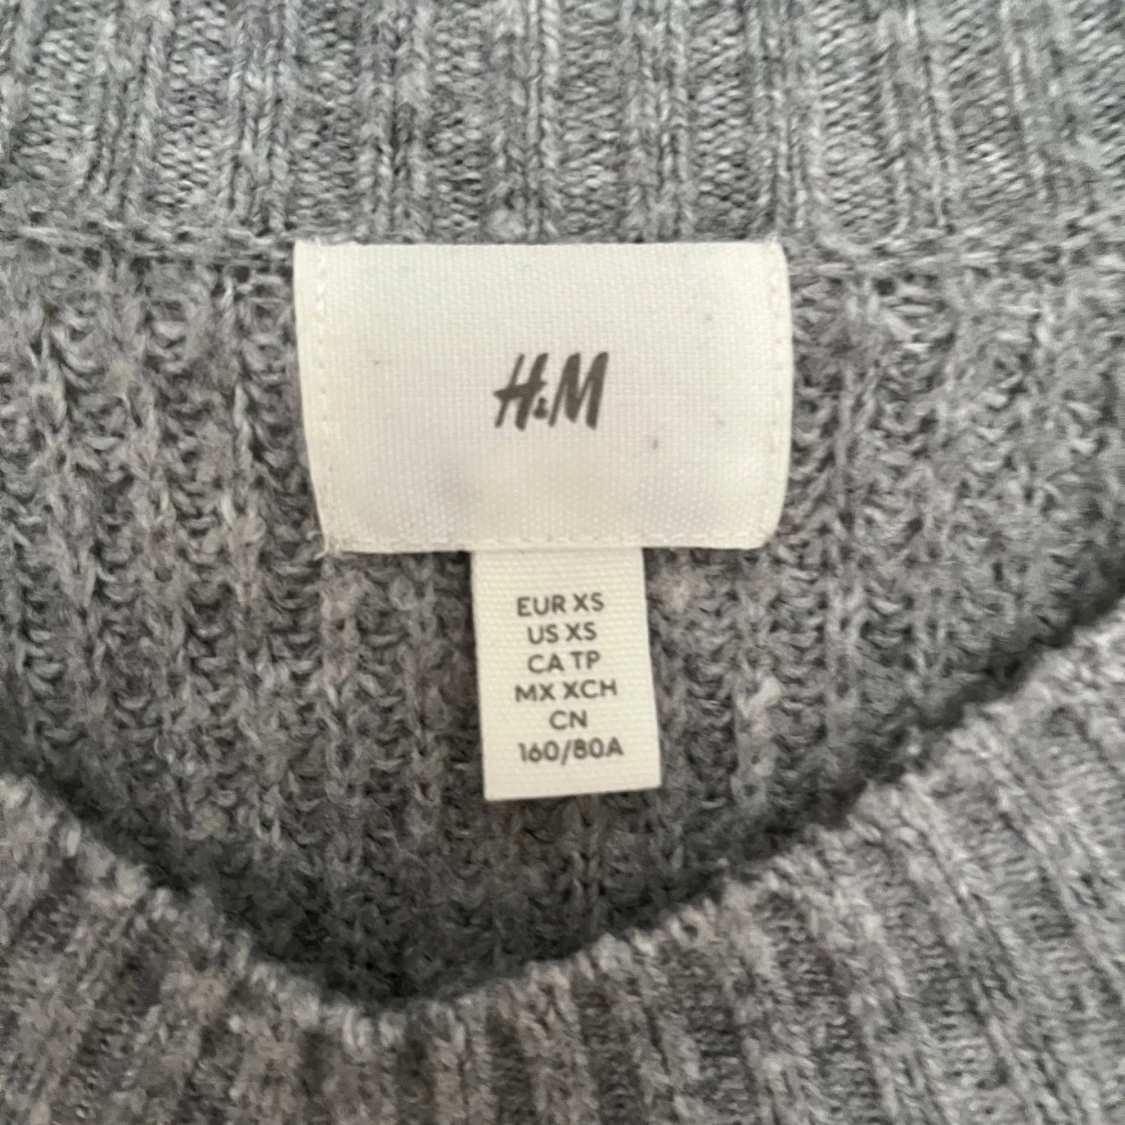 H&M
EUR XS
US XS
CA TP
MX XCH
CN
160/80A